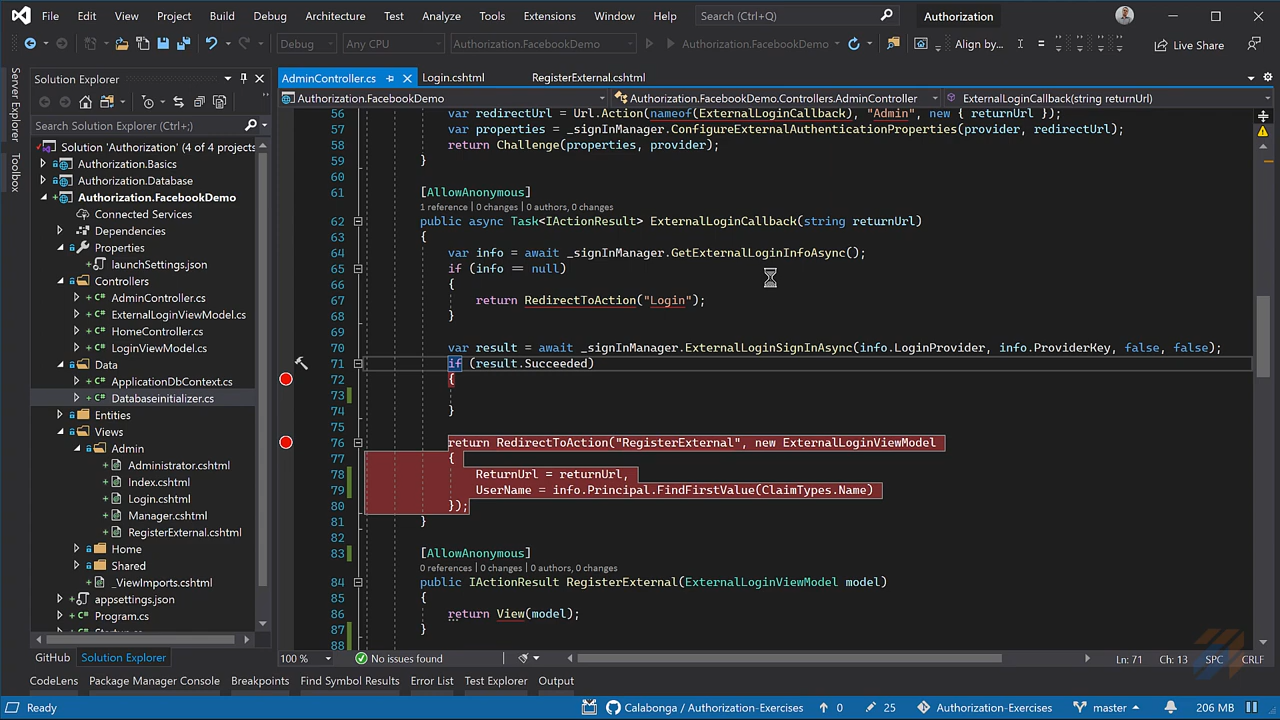 File Edit View Project Build Debug Architecture Test Analyze Tools Extensions Window Help Search (Ctrl+Q) Authorization
Debug Any CPU Authorization.FacebookDemo Authorization.FacebookDemo Align by... Live Share
Server Explorer
Toolbox
Solution Explorer
Search Solution Explorer (Ctrl+;)
Solution 'Authorization' (4 of 4 projects)
Authorization.Basics
Authorization.Database
Authorization.FacebookDemo
Connected Services
Dependencies
Properties
launchSettings.json
Controllers
AdminController.cs
ExternalLoginViewModel.cs
HomeController.cs
LoginViewModel.cs
Data
ApplicationDbContext.cs
Databaseinitializer.cs
Entities
Views
Admin
Administrator.cshtml
Index.cshtml
Login.cshtml
Manager.cshtml
RegisterExternal.cshtml
Home
Shared
_ViewImports.cshtml
appsettings.json
Program.cs
GitHub Solution Explorer
AdminController.cs Login.cshtml RegisterExternal.cshtml
Authorization.FacebookDemo Authorization.FacebookDemo.Controllers.AdminController ExternalLoginCallback(string returnUrl)
56 var redirectUrl = Url.Action(nameof(ExternalLoginCallback), "Admin", new { returnUrl });
57 var properties = _signInManager.ConfigureExternalAuthenticationProperties(provider, redirectUrl);
58 return Challenge(properties, provider);
59 }
60
61 [AllowAnonymous]
1 reference | 0 changes | 0 authors, 0 changes
62 public async Task<IActionResult> ExternalLoginCallback(string returnUrl)
63 {
64 var info = await _signInManager.GetExternalLoginInfoAsync();
65 if (info == null)
66 {
67 return RedirectToAction("Login");
68 }
69
70 var result = await _signInManager.ExternalLoginSignInAsync(info.LoginProvider, info.ProviderKey, false, false);
71 if (result.Succeeded)
72 {
73
74 }
75
76 return RedirectToAction("RegisterExternal", new ExternalLoginViewModel
77 {
78 ReturnUrl = returnUrl,
79 UserName = info.Principal.FindFirstValue(ClaimTypes.Name)
80 });
81 }
82
83 [AllowAnonymous]
0 references | 0 changes | 0 authors, 0 changes
84 public IActionResult RegisterExternal(ExternalLoginViewModel model)
85 {
86 return View(model);
87 }
88
100 % No issues found Ln: 71 Ch: 13 SPC CRLF
CodeLens Package Manager Console Breakpoints Find Symbol Results Error List Test Explorer Output
Ready Calabonga / Authorization-Exercises 0 25 Authorization-Exercises master 206 MB